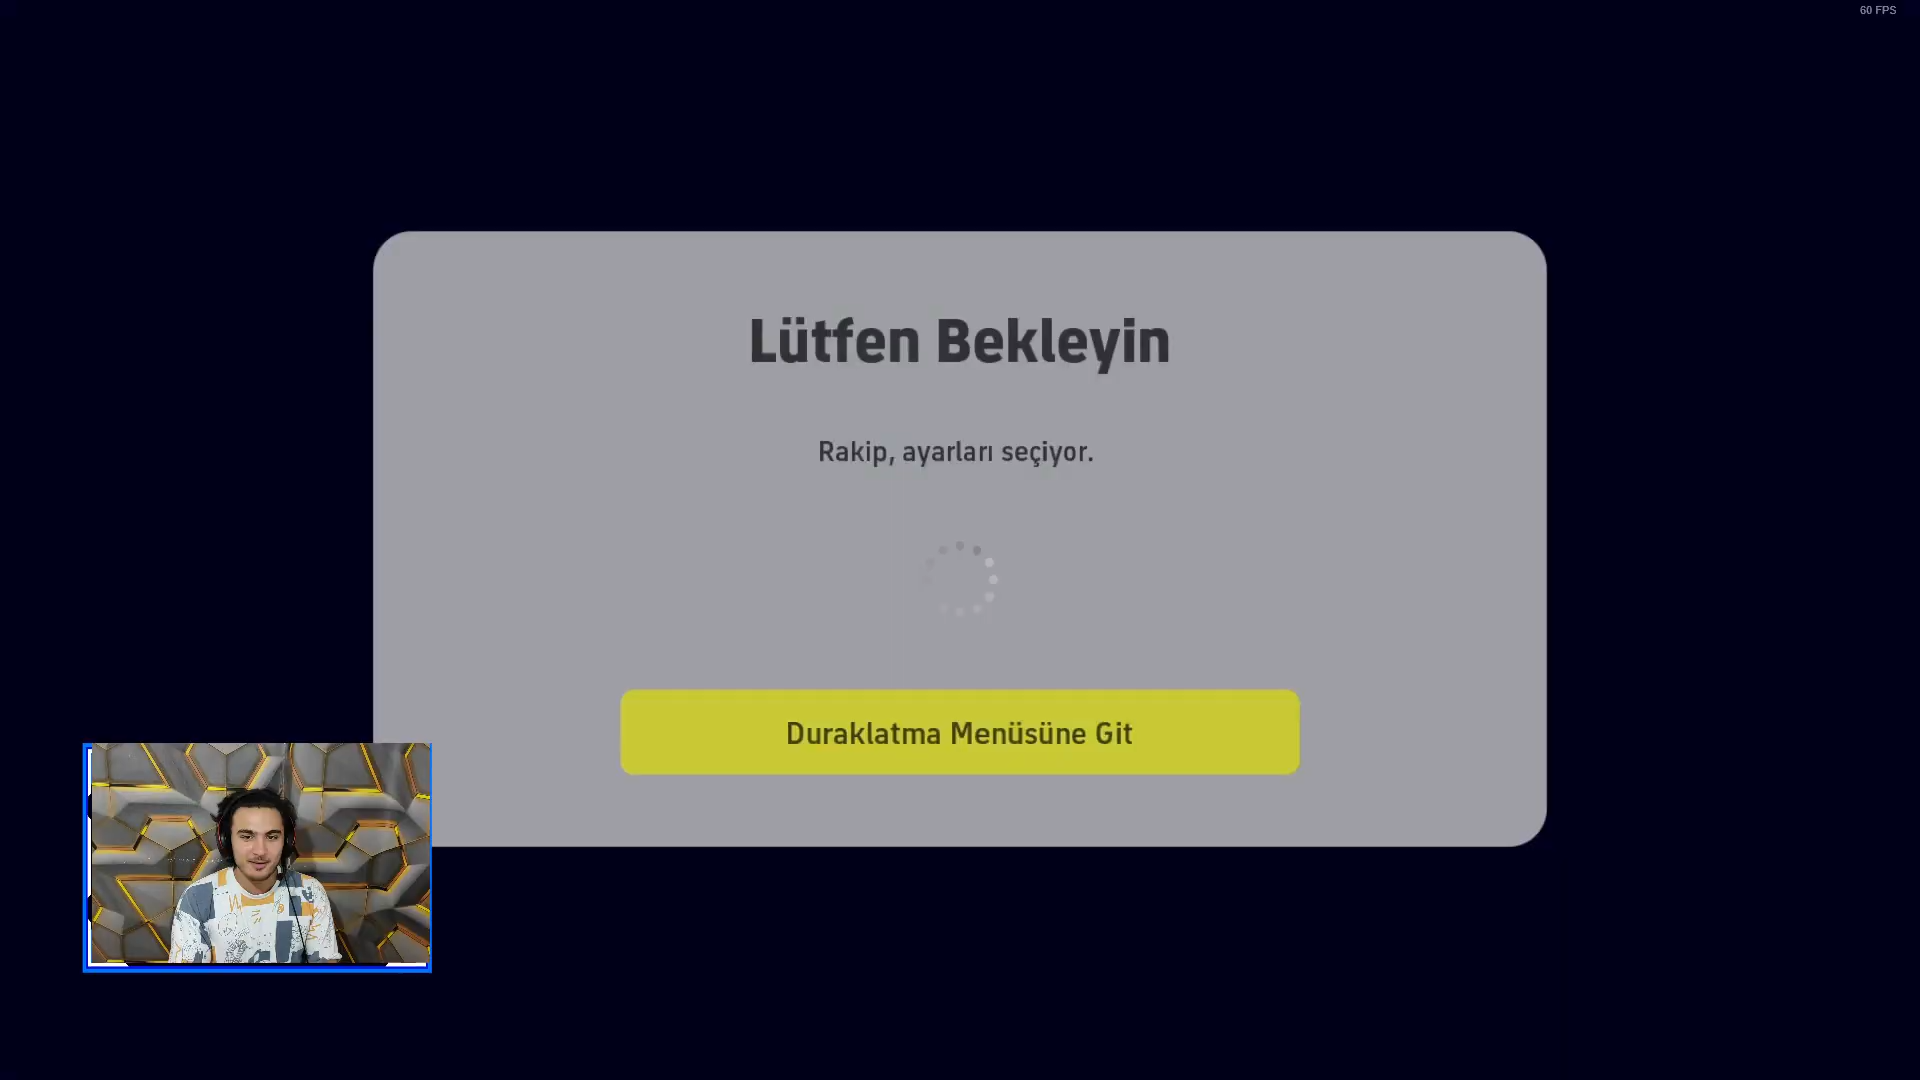 60 FPS
Lütfen Bekleyin
Rakip, ayarları seçiyor.
Duraklatma Menüsüne Git